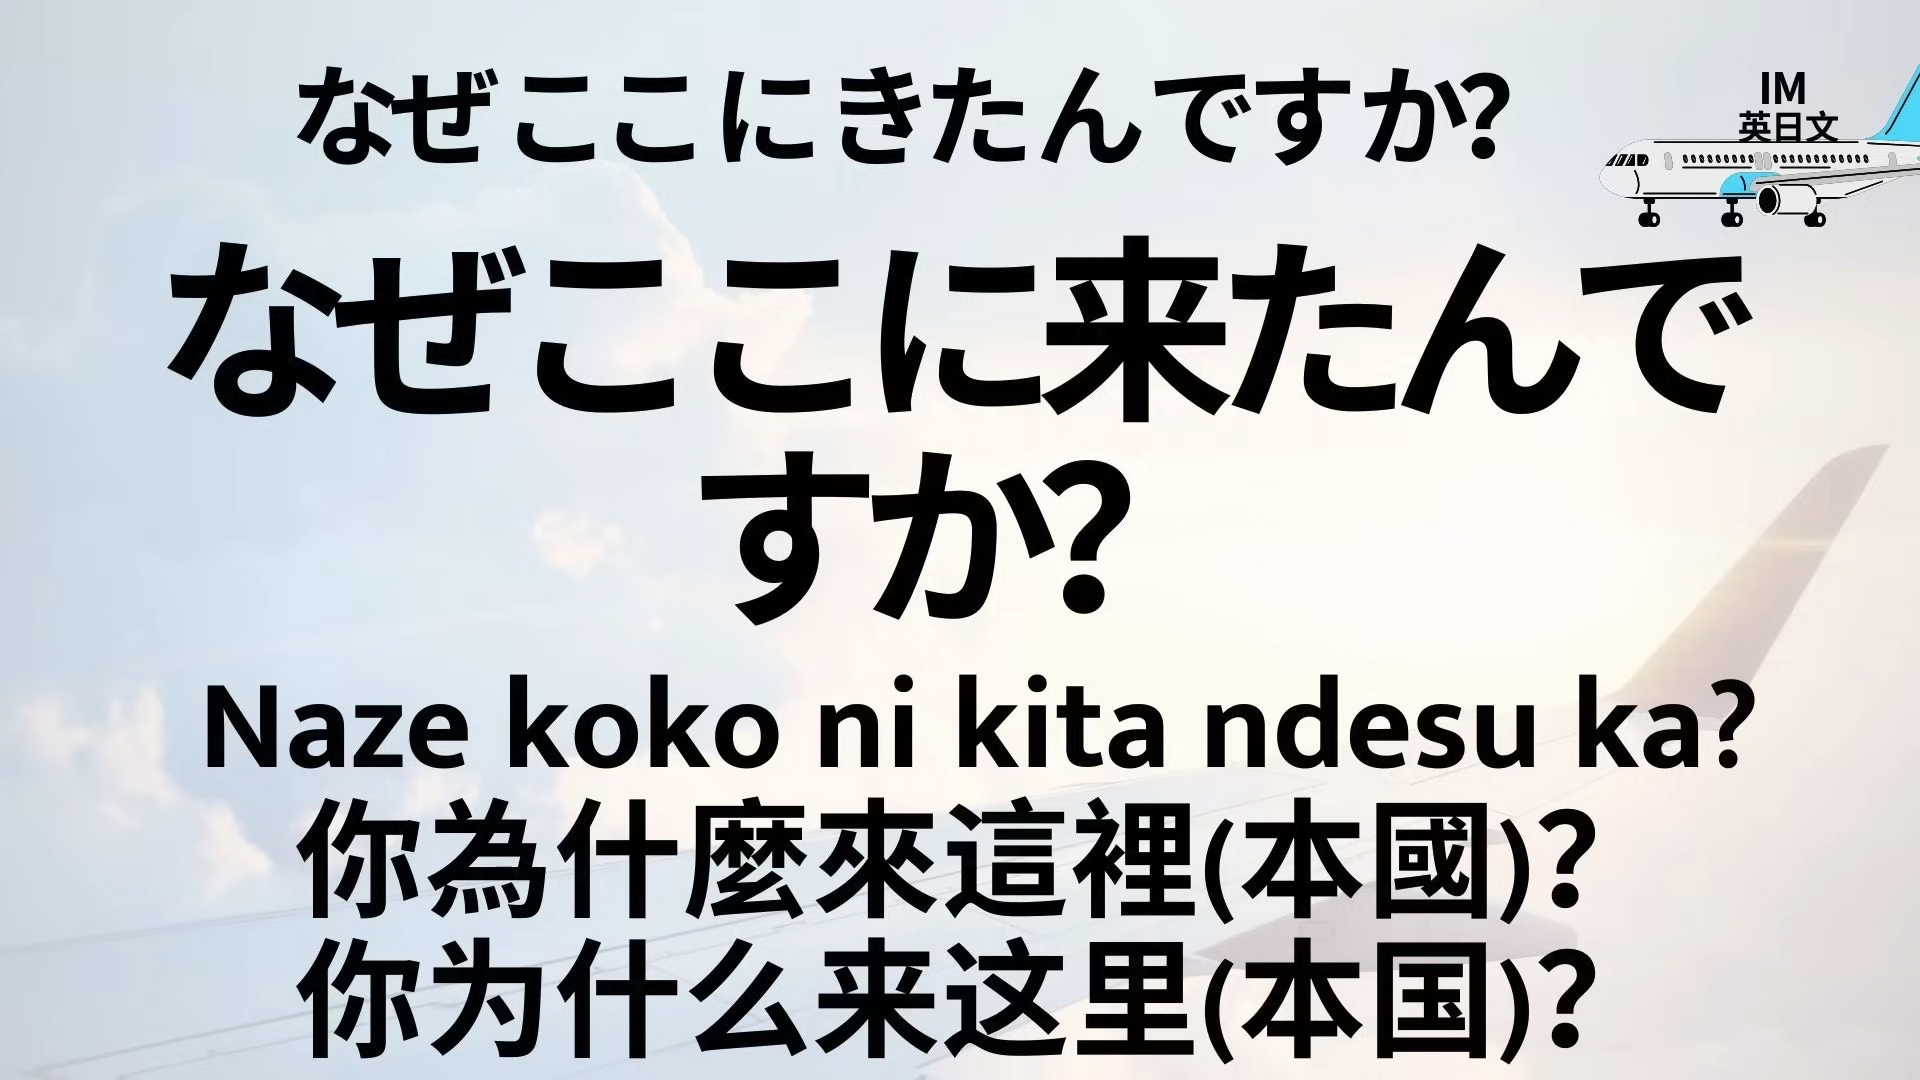 なぜここにきたんですか?
IM
英日文
なぜここに来たんで
すか?
Naze koko ni kita ndesu ka?
你為什麼來這裡(本國)?
你为什么来这里(本国)?